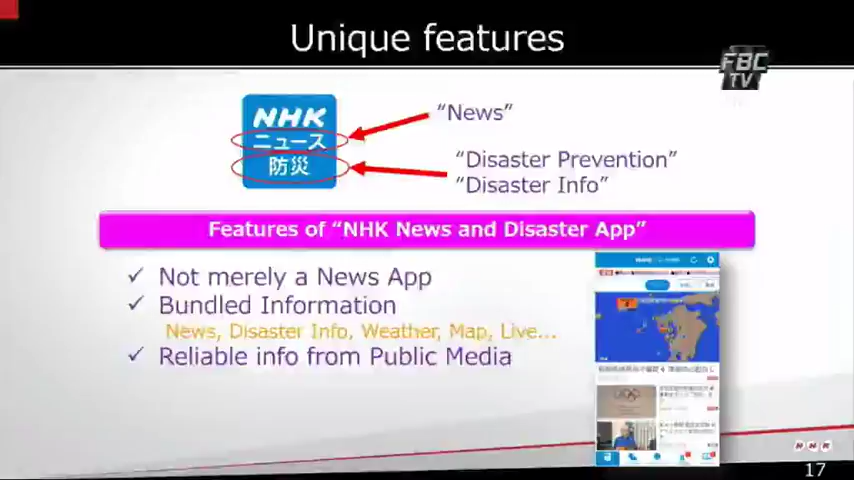 Unique features
FBC
TV
NHK
ニュース
防災
“News”
“Disaster Prevention”
“Disaster Info”
Features of “NHK News and Disaster App”
✓ Not merely a News App
✓ Bundled Information
News, Disaster Info, Weather, Map, Live...
✓ Reliable info from Public Media
NHK
17